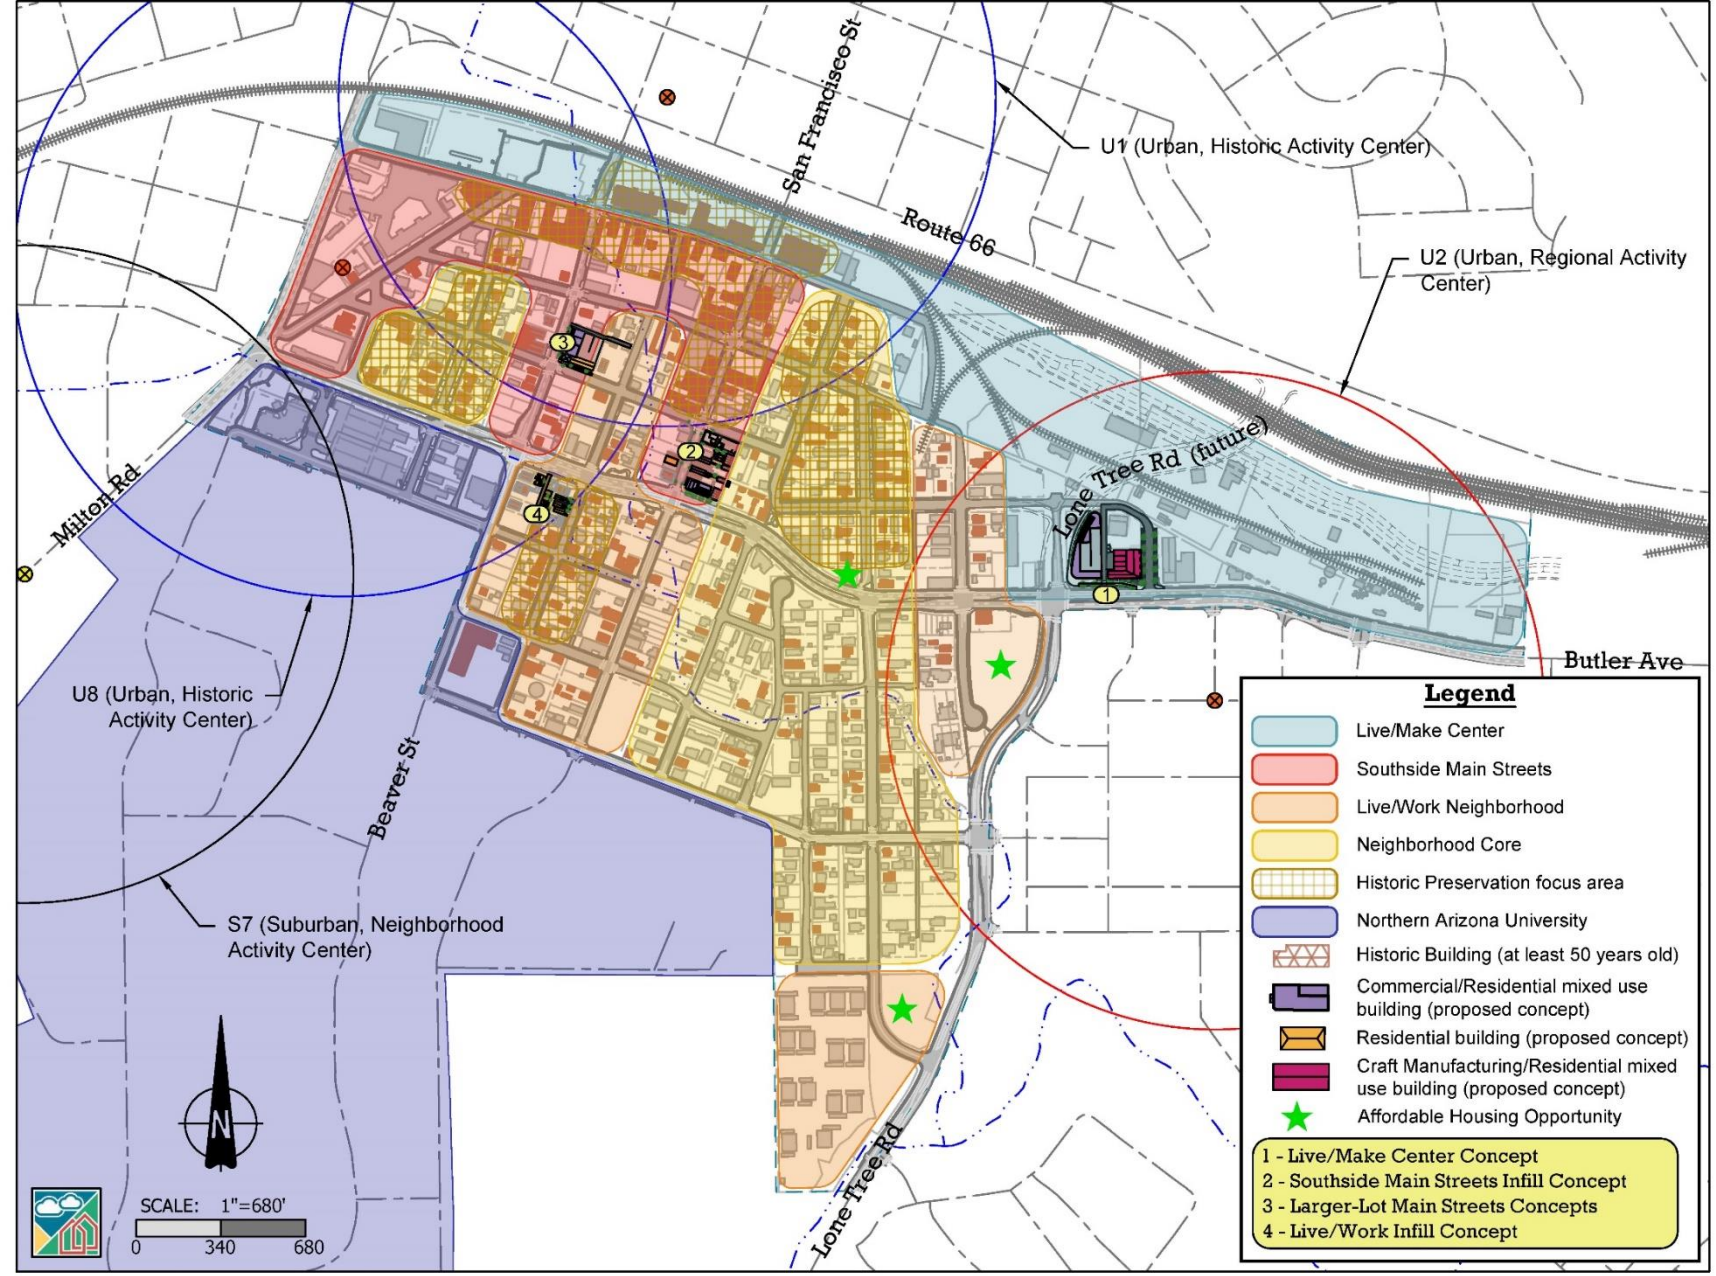 San Francisco St
U1 (Urban, Historic Activity Center)
Route 66
U2 (Urban, Regional Activity
Center)
3
2
4
Lone Tree Rd (future)
1
Milton Rd
Butler Ave
U8 (Urban, Historic
Activity Center)
Beaver St
S7 (Suburban, Neighborhood
Activity Center)
Lone Tree Rd
N
SCALE: 1"=680'
0 340 680
Legend
Live/Make Center
Southside Main Streets
Live/Work Neighborhood
Neighborhood Core
Historic Preservation focus area
Northern Arizona University
Historic Building (at least 50 years old)
Commercial/Residential mixed use
building (proposed concept)
Residential building (proposed concept)
Craft Manufacturing/Residential mixed
use building (proposed concept)
Affordable Housing Opportunity
1 - Live/Make Center Concept
2 - Southside Main Streets Infill Concept
3 - Larger-Lot Main Streets Concepts
4 - Live/Work Infill Concept